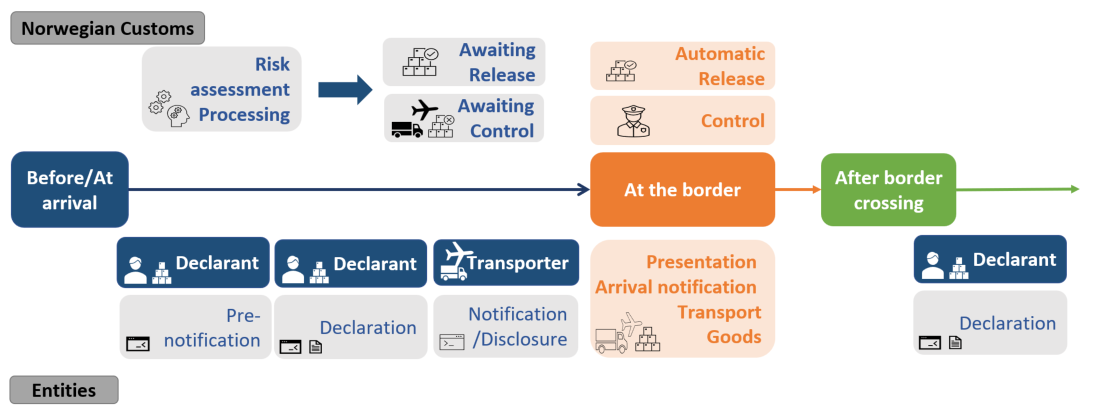 Norwegian Customs
Risk
assessment
Processing
Awaiting
Release
Awaiting
Control
Automatic
Release
Control
Before/At
arrival
At the border
After border
crossing
Declarant
Declarant
Transporter
Declarant
Pre-
notification
Declaration
Notification
/Disclosure
Presentation
Arrival notification
Transport
Goods
Declaration
Entities